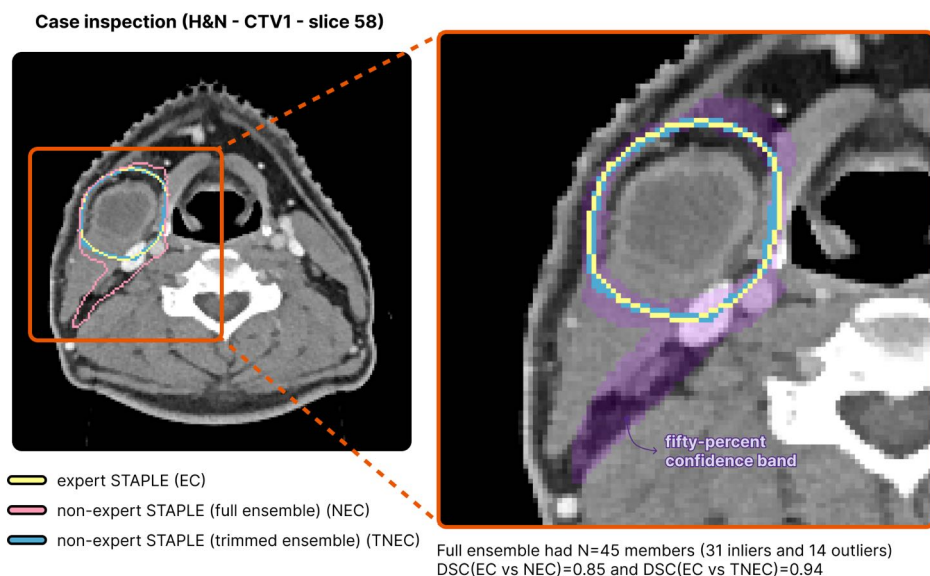 Case inspection (H&N - CTV1 - slice 58)
fifty-percent
confidence band
expert STAPLE (EC)
non-expert STAPLE (full ensemble) (NEC)
non-expert STAPLE (trimmed ensemble) (TNEC)
Full ensemble had N=45 members (31 inliers and 14 outliers)
DSC(EC vs NEC)=0.85 and DSC(EC vs TNEC)=0.94